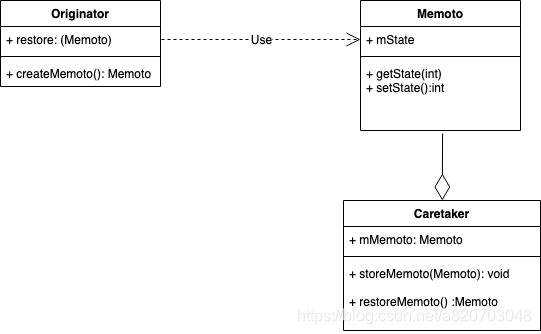 Originator
+ restore: (Memoto)
+ createMemoto(): Memoto
Use
Memoto
+ mState
+ getState(int)
+ setState():int
Caretaker
+ mMemoto: Memoto
+ storeMemoto(Memoto): void
+ restoreMemoto() :Memoto
https://blog.csdn.net/a820703048